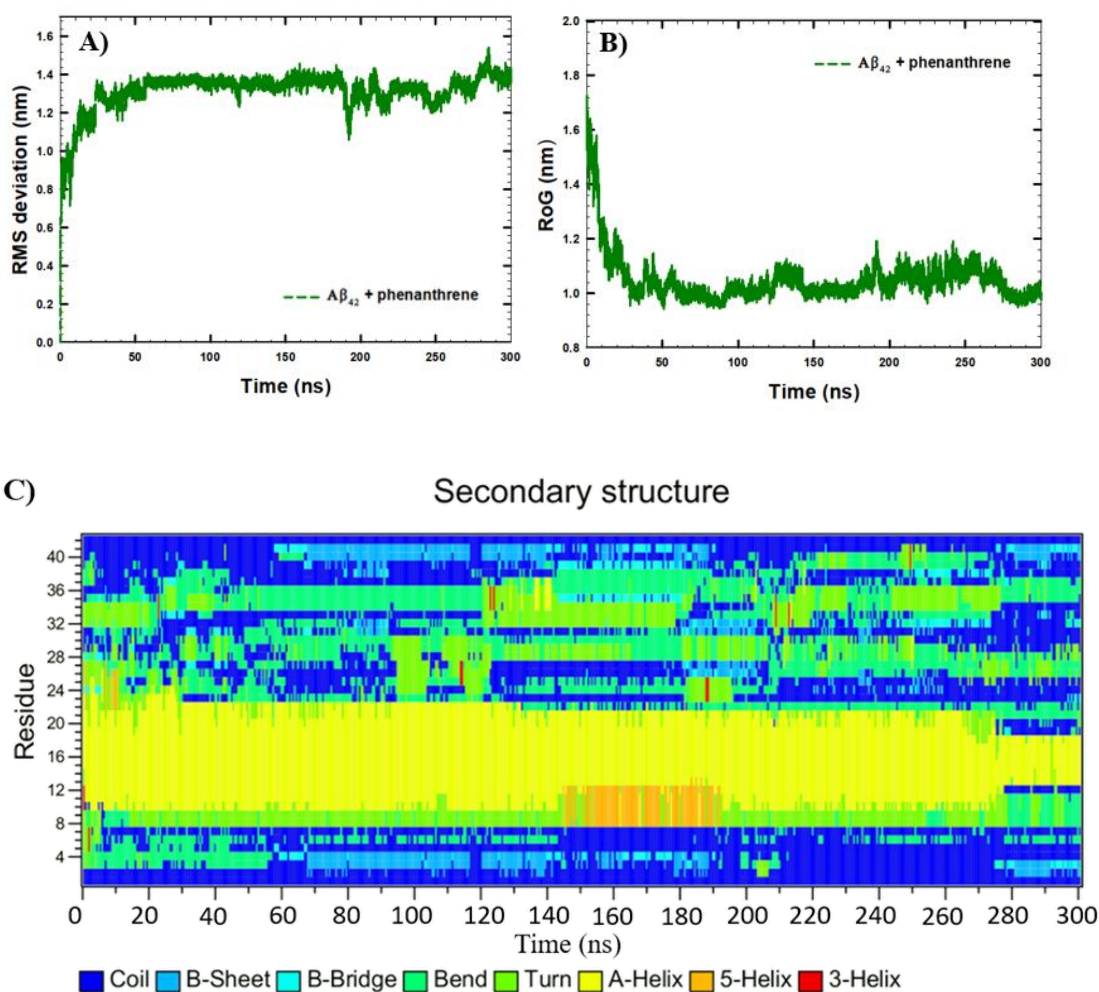 A)
Aβ42 + phenanthrene
RMS deviation (nm)
1.6
1.4
1.2
1.0
0.8
0.6
0.4
0.2
0.0
0 50 100 150 200 250 300
Time (ns)
B)
Aβ42 + phenanthrene
RoG (nm)
2.0
1.8
1.6
1.4
1.2
1.0
0.8
0 50 100 150 200 250 300
Time (ns)
C)
Secondary structure
Residue
40
36
32
28
24
20
16
12
8
4
0 20 40 60 80 100 120 140 160 180 200 220 240 260 280 300
Time (ns)
Coil B-Sheet B-Bridge Bend Turn A-Helix 5-Helix 3-Helix